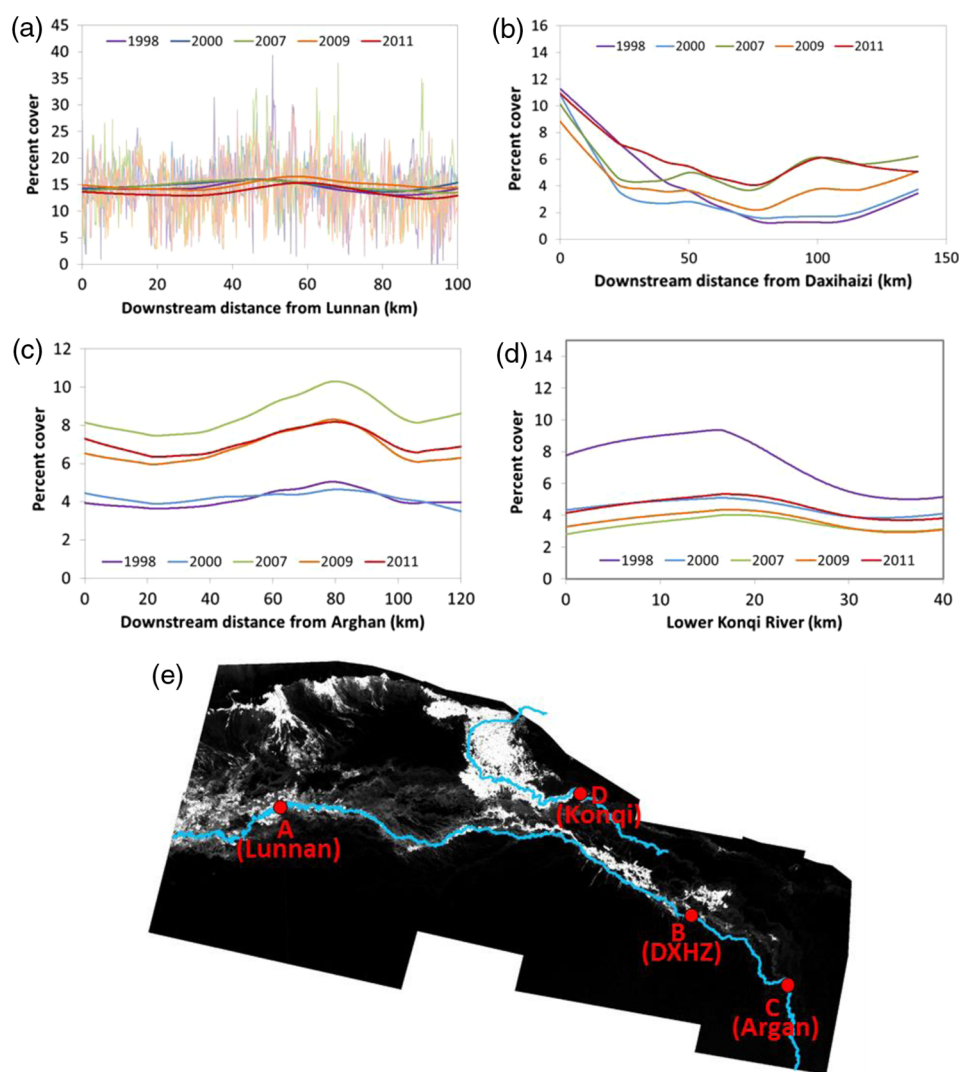 (a)
45
40
35
30
25
20
15
10
5
0
Percent cover
1998 2000 2007 2009 2011
0 20 40 60 80 100
Downstream distance from Lunnan (km)
(b)
16
14
12
10
8
6
4
2
0
Percent cover
1998 2000 2007 2009 2011
0 50 100 150
Downstream distance from Daxihaizi (km)
(c)
12
10
8
6
4
2
0
Percent cover
1998 2000 2007 2009 2011
0 20 40 60 80 100 120
Downstream distance from Arghan (km)
(d)
14
12
10
8
6
4
2
0
Percent cover
1998 2000 2007 2009 2011
0 10 20 30 40
Lower Konqi River (km)
(e)
A
(Lunnan)
D
(Konqi)
B
(DXHZ)
C
(Argan)